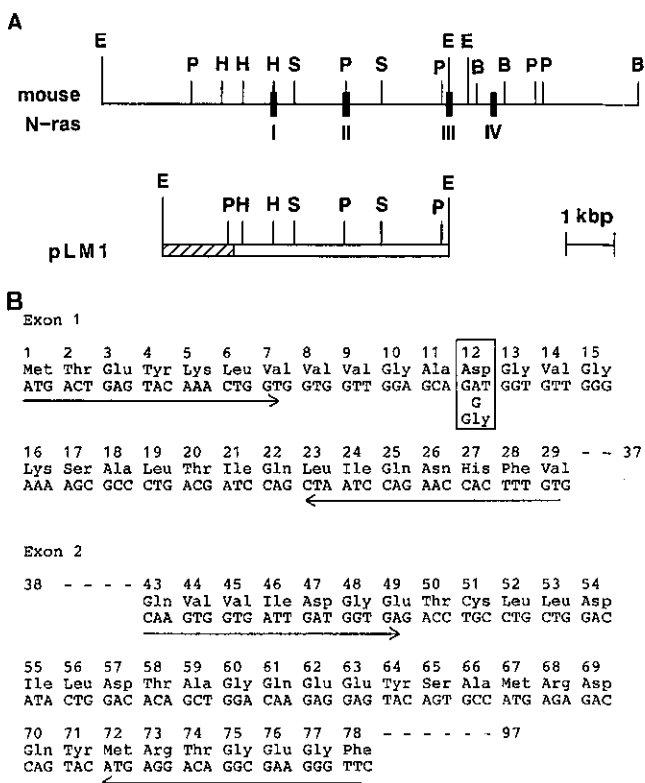 A
E P H H H S P S P E E B B P P B
mouse
N-ras
I II III IV
E P H H S P S P E
pLM1
1 kbp
B
Exon 1
1 2 3 4 5 6 7 8 9 10 11 12 13 14 15
Met Thr Glu Tyr Lys Leu Val Val Val Gly Ala Asp Gly Val Gly
ATG ACT GAG TAC AAA CTG GTG GTG GTT GGA GCA GAT GGT GTT GGG
G
Gly
16 17 18 19 20 21 22 23 24 25 26 27 28 29 - - 37
Lys Ser Ala Leu Thr Ile Gln Leu Ile Gln Asn His Phe Val
AAA AGC GCC CTG ACG ATC CAG CTA ATC CAG AAC CAC TTT GTG
Exon 2
38 - - - - 43 44 45 46 47 48 49 50 51 52 53 54
Gln Val Val Ile Asp Gly Glu Thr Cys Leu Leu Asp
CAA GTG GTG ATT GAT GGT GAG ACC TGC CTG CTG GAC
55 56 57 58 59 60 61 62 63 64 65 66 67 68 69
Ile Leu Asp Thr Ala Gly Gln Glu Glu Tyr Ser Ala Met Arg Asp
ATA CTG GAC ACA GCT GGA CAA GAG GAG TAC AGT GCC ATG AGA GAC
70 71 72 73 74 75 76 77 78 - - - - - - 97
Gln Tyr Met Arg Thr Gly Glu Gly Phe
CAG TAC ATG AGG ACA GGC GAA GGG TTC